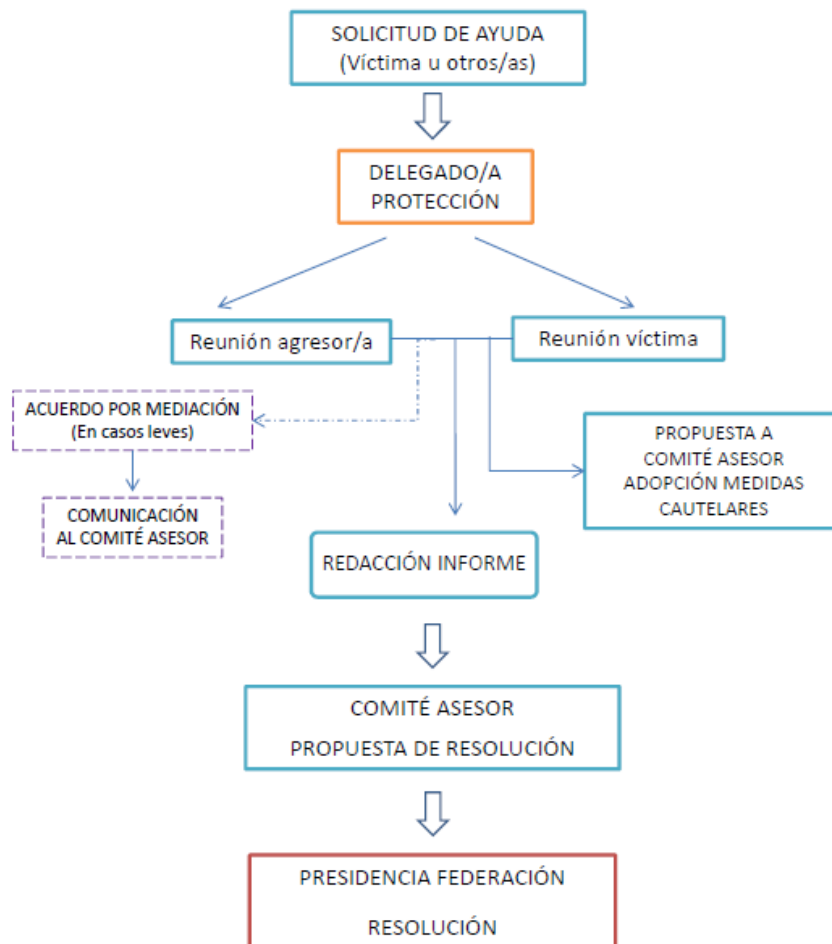 SOLICITUD DE AYUDA
(Víctima u otros/as)
DELEGADO/A
PROTECCIÓN
Reunión agresor/a
Reunión víctima
ACUERDO POR MEDIACIÓN
(En casos leves)
COMUNICACIÓN
AL COMITÉ ASESOR
PROPUESTA A
COMITÉ ASESOR
ADOPCIÓN MEDIDAS
CAUTELARES
REDACCIÓN INFORME
COMITÉ ASESOR
PROPUESTA DE RESOLUCIÓN
PRESIDENCIA FEDERACIÓN
RESOLUCIÓN